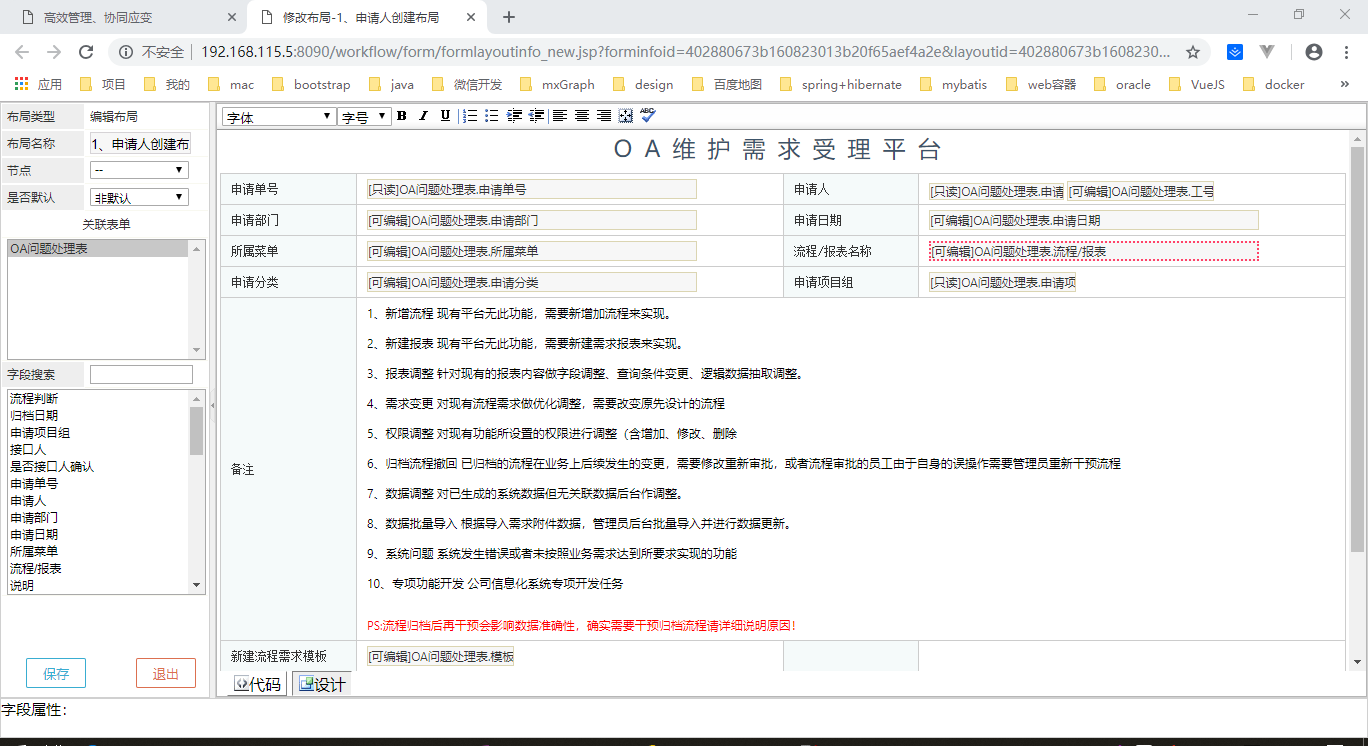 高效管理、协同应变
修改布局-1、申请人创建布局
不安全 192.168.115.5:8090/workflow/form/formlayoutinfo_new.jsp?forminfoid=402880673b160823013b20f65aef4a2e&layoutid=402880673b1608230...
应用 项目 我的 mac bootstrap java 微信开发 mxGraph design 百度地图 spring+hibernate mybatis web容器 oracle VueJS docker »
布局类型 编辑布局
布局名称 1、申请人创建布
节点 --
是否默认 非默认
关联表单
OA问题处理表
字段搜索
流程判断
归档日期
申请项目组
接口人
是否接口人确认
申请单号
申请人
申请部门
申请日期
所属菜单
流程/报表
说明
保存 退出
字体 字号 B I U ABC
OA维护需求受理平台
申请单号 [只读]OA问题处理表.申请单号 申请人 [只读]OA问题处理表.申请 [可编辑]OA问题处理表.工号
申请部门 [可编辑]OA问题处理表.申请部门 申请日期 [可编辑]OA问题处理表.申请日期
所属菜单 [可编辑]OA问题处理表.所属菜单 流程/报表名称 [可编辑]OA问题处理表.流程/报表
申请分类 [可编辑]OA问题处理表.申请分类 申请项目组 [只读]OA问题处理表.申请项
备注
1、新增流程 现有平台无此功能，需要新增加流程来实现。
2、新建报表 现有平台无此功能，需要新建需求报表来实现。
3、报表调整 针对现有的报表内容做字段调整、查询条件变更、逻辑数据抽取调整。
4、需求变更 对现有流程需求做优化调整，需要改变原先设计的流程
5、权限调整 对现有功能所设置的权限进行调整（含增加、修改、删除
6、归档流程撤回 已归档的流程在业务上后续发生的变更，需要修改重新审批，或者流程审批的员工由于自身的误操作需要管理员重新干预流程
7、数据调整 对已生成的系统数据但无关联数据后台作调整。
8、数据批量导入 根据导入需求附件数据，管理员后台批量导入并进行数据更新。
9、系统问题 系统发生错误或者未按照业务需求达到所要求实现的功能
10、专项功能开发 公司信息化系统专项开发任务
PS:流程归档后再干预会影响数据准确性，确实需要干预归档流程请详细说明原因！
新建流程需求模板 [可编辑]OA问题处理表.模板
代码 设计
字段属性：